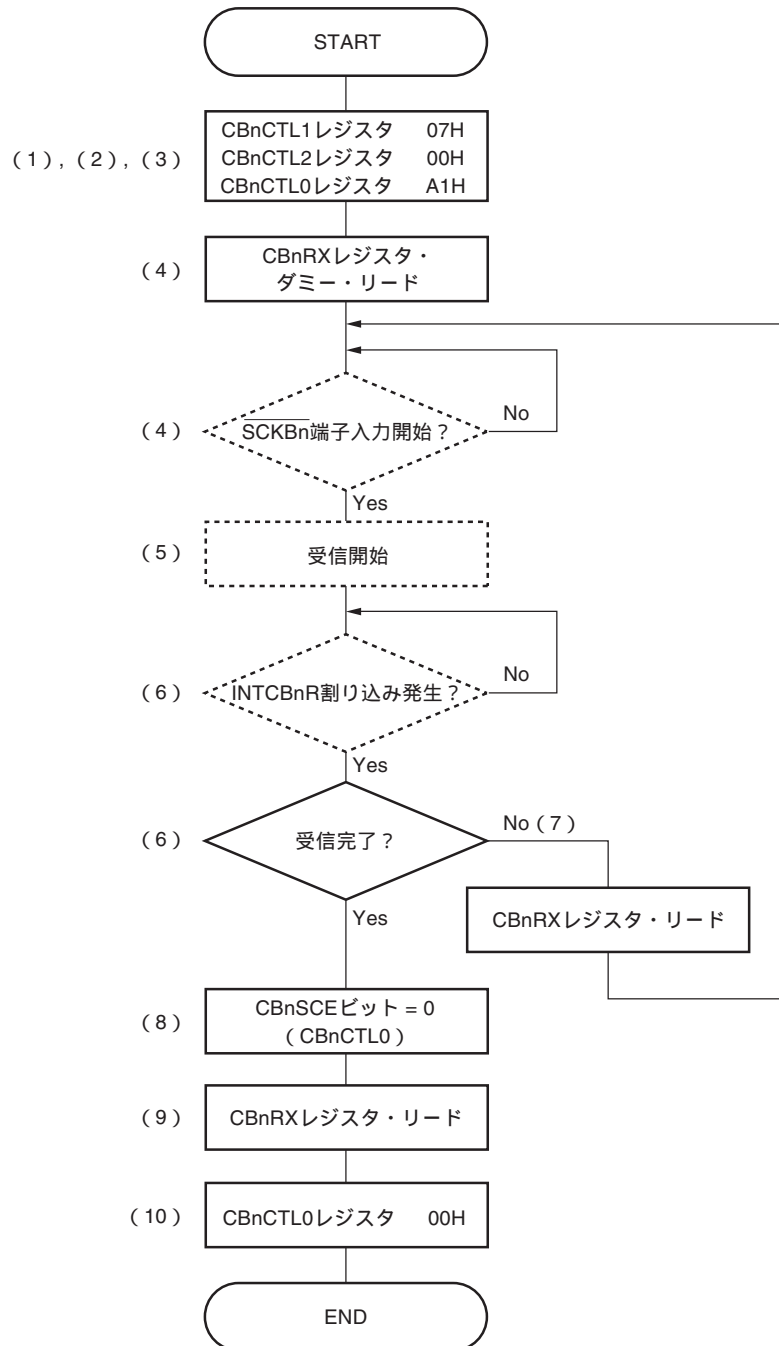 START
(1), (2), (3)
CBnCTL1レジスタ 07H
CBnCTL2レジスタ 00H
CBnCTL0レジスタ A1H
(4)
CBnRXレジスタ・
ダミー・リード
(4)
SCKBn端子入力開始?
No
Yes
(5)
受信開始
(6)
INTCBnR割り込み発生?
No
Yes
(6)
受信完了?
No (7)
Yes
CBnRXレジスタ・リード
(8)
CBnSCEビット = 0
(CBnCTL0)
(9)
CBnRXレジスタ・リード
(10)
CBnCTL0レジスタ 00H
END